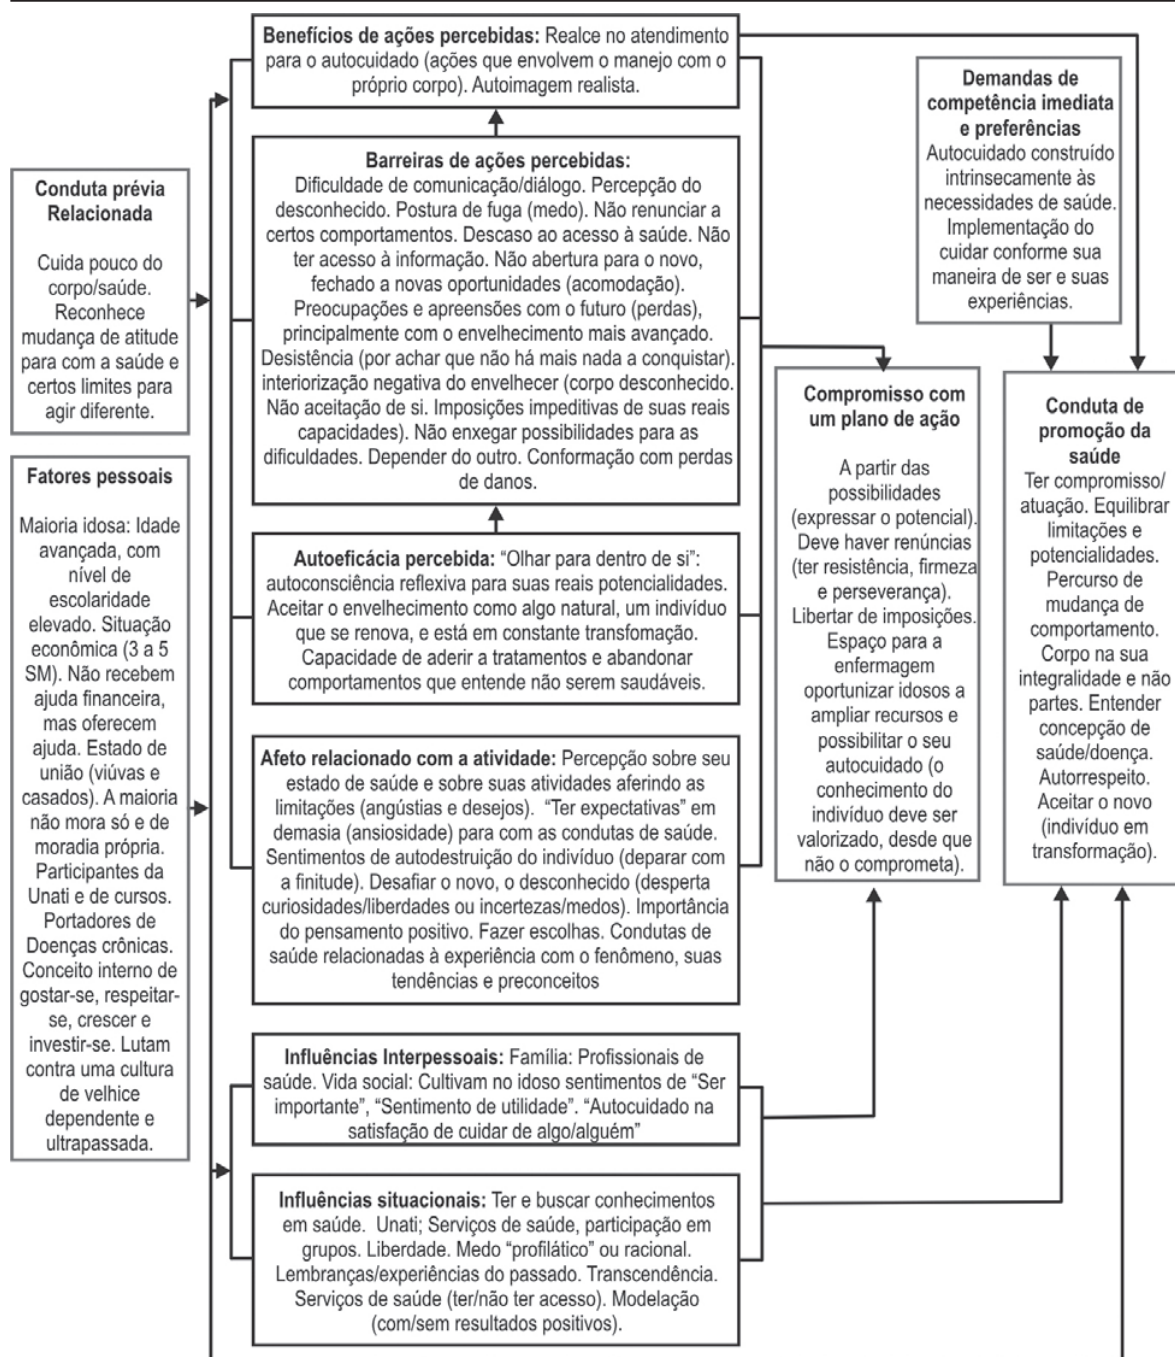 Benefícios de ações percebidas: Realce no atendimento
para o autocuidado (ações que envolvem o manejo com o
próprio corpo). Autoimagem realista.
Demandas de
competência imediata
e preferências
Autocuidado construído
intrinsecamente às
necessidades de saúde.
Implementação do
cuidar conforme sua
maneira de ser e suas
experiências.
Barreiras de ações percebidas:
Dificuldade de comunicação/diálogo. Percepção do
desconhecido. Postura de fuga (medo). Não renunciar a
certos comportamentos. Descaso ao acesso à saúde. Não
ter acesso à informação. Não abertura para o novo,
fechado a novas oportunidades (acomodação).
Preocupações e apreensões com o futuro (perdas),
principalmente com o envelhecimento mais avançado.
Desistência (por achar que não há mais nada a conquistar).
interiorização negativa do envelhecer (corpo desconhecido.
Não aceitação de si. Imposições impeditivas de suas reais
capacidades). Não enxegar possibilidades para as
dificuldades. Depender do outro. Conformação com perdas
de danos.
Conduta prévia
Relacionada
Cuida pouco do
corpo/saúde.
Reconhece
mudança de atitude
para com a saúde e
certos limites para
agir diferente.
Fatores pessoais
Maioria idosa: Idade
avançada, com
nível de
escolaridade
elevado. Situação
econômica (3 a 5
SM). Não recebem
ajuda financeira,
mas oferecem
ajuda. Estado de
união (viúvas e
casados). A maioria
não mora só e de
moradia própria.
Participantes da
Unati e de cursos.
Portadores de
Doenças crônicas.
Conceito interno de
gostar-se, respeitar-
se, crescer e
investir-se. Lutam
contra uma cultura
de velhice
dependente e
ultrapassada.
Autoeficácia percebida: “Olhar para dentro de si”:
autoconsciência reflexiva para suas reais potencialidades.
Aceitar o envelhecimento como algo natural, um indivíduo
que se renova, e está em constante transfomação.
Capacidade de aderir a tratamentos e abandonar
comportamentos que entende não serem saudáveis.
Afeto relacionado com a atividade: Percepção sobre seu
estado de saúde e sobre suas atividades aferindo as
limitações (angústias e desejos). “Ter expectativas” em
demasia (ansiosidade) para com as condutas de saúde.
Sentimentos de autodestruição do indivíduo (deparar com
a finitude). Desafiar o novo, o desconhecido (desperta
curiosidades/liberdades ou incertezas/medos). Importância
do pensamento positivo. Fazer escolhas. Condutas de
saúde relacionadas à experiência com o fenômeno, suas
tendências e preconceitos
Influências Interpessoais: Família: Profissionais de
saúde. Vida social: Cultivam no idoso sentimentos de “Ser
importante”, “Sentimento de utilidade”. “Autocuidado na
satisfação de cuidar de algo/alguém”
Influências situacionais: Ter e buscar conhecimentos
em saúde. Unati; Serviços de saúde, participação em
grupos. Liberdade. Medo “profilático” ou racional.
Lembranças/experiências do passado. Transcendência.
Serviços de saúde (ter/não ter acesso). Modelação
(com/sem resultados positivos).
Compromisso com
um plano de ação
A partir das
possibilidades
(expressar o potencial).
Deve haver renúncias
(ter resistência, firmeza
e perseverança).
Libertar de imposições.
Espaço para a
enfermagem
oportunizar idosos a
ampliar recursos e
possibilitar o seu
autocuidado (o
conhecimento do
indivíduo deve ser
valorizado, desde que
não o comprometa).
Conduta de
promoção da
saúde
Ter compromisso/
atuação. Equilibrar
limitações e
potencialidades.
Percurso de
mudança de
comportamento.
Corpo na sua
integralidade e não
partes. Entender
concepção de
saúde/doença.
Autorrespeito.
Aceitar o novo
(indivíduo em
transformação).